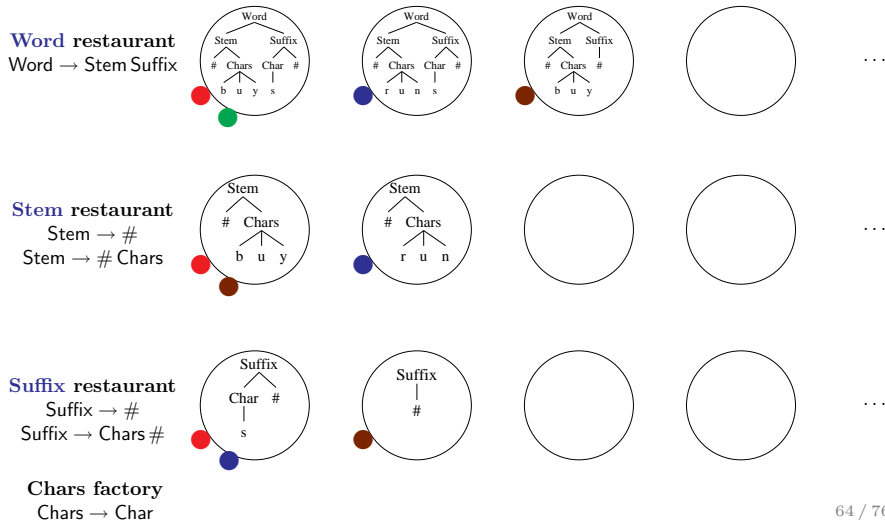 Word restaurant
Word → Stem Suffix
Word
Stem Suffix
# Chars Char #
b u y s
Word
Stem Suffix
# Chars Char #
r u n s
Word
Stem Suffix
# Chars #
b u y
...
Stem restaurant
Stem → #
Stem → # Chars
Stem
# Chars
b u y
Stem
# Chars
r u n
...
Suffix restaurant
Suffix → #
Suffix → Chars #
Suffix
Char #
s
Suffix
#
...
Chars factory
Chars → Char
64 / 76